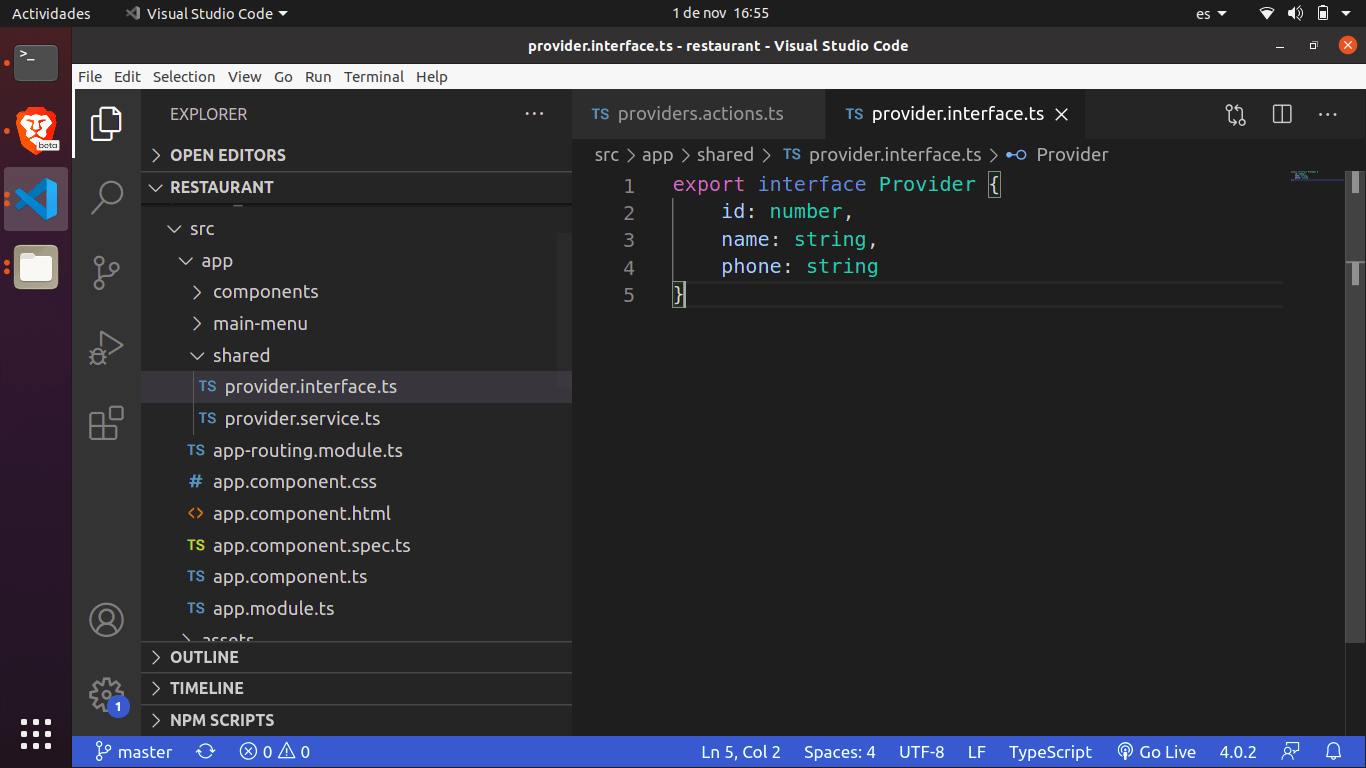 Actividades Visual Studio Code 1 de nov 16:55 es
provider.interface.ts - restaurant - Visual Studio Code
File Edit Selection View Go Run Terminal Help
>_
beta
EXPLORER
OPEN EDITORS
RESTAURANT
src
app
components
main-menu
shared
TS provider.interface.ts
TS provider.service.ts
TS app-routing.module.ts
# app.component.css
<> app.component.html
TS app.component.spec.ts
TS app.component.ts
TS app.module.ts
assets
OUTLINE
TIMELINE
NPM SCRIPTS
1
TS providers.actions.ts TS provider.interface.ts
src > app > shared > TS provider.interface.ts > Provider
1 export interface Provider {
2 id: number,
3 name: string,
4 phone: string
5 }
master 0 0 Ln 5, Col 2 Spaces: 4 UTF-8 LF TypeScript Go Live 4.0.2